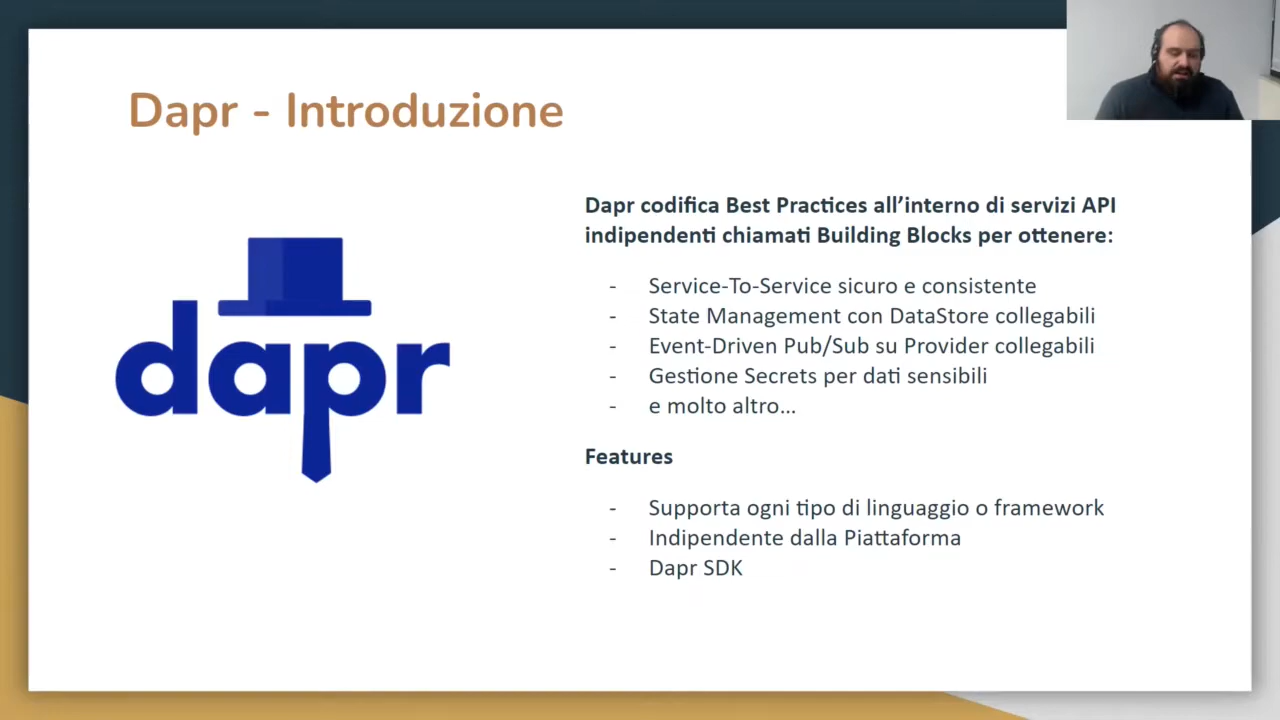 Dapr - Introduzione
dapr
Dapr codifica Best Practices all’interno di servizi API
indipendenti chiamati Building Blocks per ottenere:
- Service-To-Service sicuro e consistente
- State Management con DataStore collegabili
- Event-Driven Pub/Sub su Provider collegabili
- Gestione Secrets per dati sensibili
- e molto altro...
Features
- Supporta ogni tipo di linguaggio o framework
- Indipendente dalla Piattaforma
- Dapr SDK